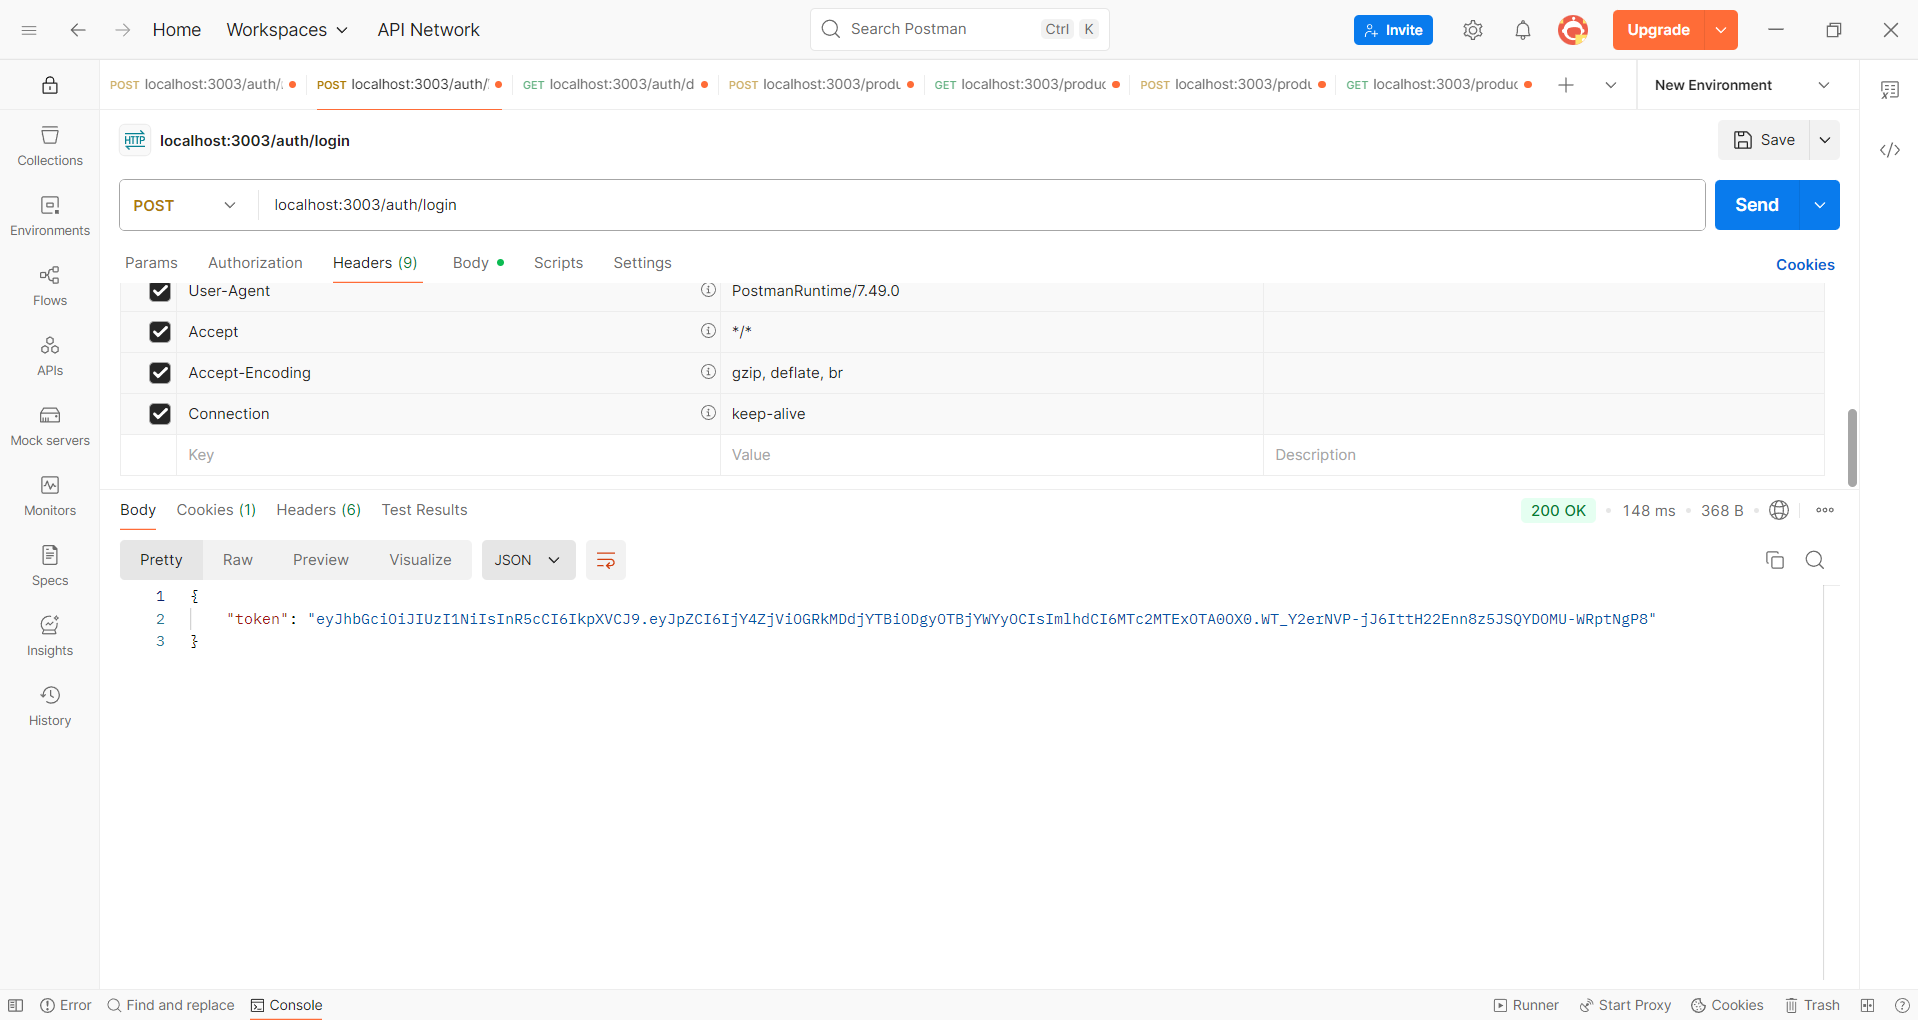 Home Workspaces API Network Search Postman Ctrl K Invite Upgrade
POST localhost:3003/auth/ POST localhost:3003/auth/ GET localhost:3003/auth/d POST localhost:3003/produ GET localhost:3003/produc POST localhost:3003/produ GET localhost:3003/produc New Environment
HTTP localhost:3003/auth/login Save
POST localhost:3003/auth/login Send
Params Authorization Headers (9) Body Scripts Settings Cookies
User-Agent PostmanRuntime/7.49.0
Accept */*
Accept-Encoding gzip, deflate, br
Connection keep-alive
Key Value Description
Body Cookies (1) Headers (6) Test Results 200 OK 148 ms 368 B
Pretty Raw Preview Visualize JSON
1 {
2 "token": "eyJhbGciOiJIUzI1NiIsInR5cCI6IkpXVCJ9.eyJpZCI6IjY4ZjViOGRkMDdjYTBiODgyOTBjYWYyOCIsImlhdCI6MTc2MTExOTA0OX0.WT_Y2erNVP-jJ6IttH22Enn8z5JSQYDOMU-WRptNgP8"
3 }
Collections
Environments
Flows
APIs
Mock servers
Monitors
Specs
Insights
History
Error Find and replace Console Runner Start Proxy Cookies Trash